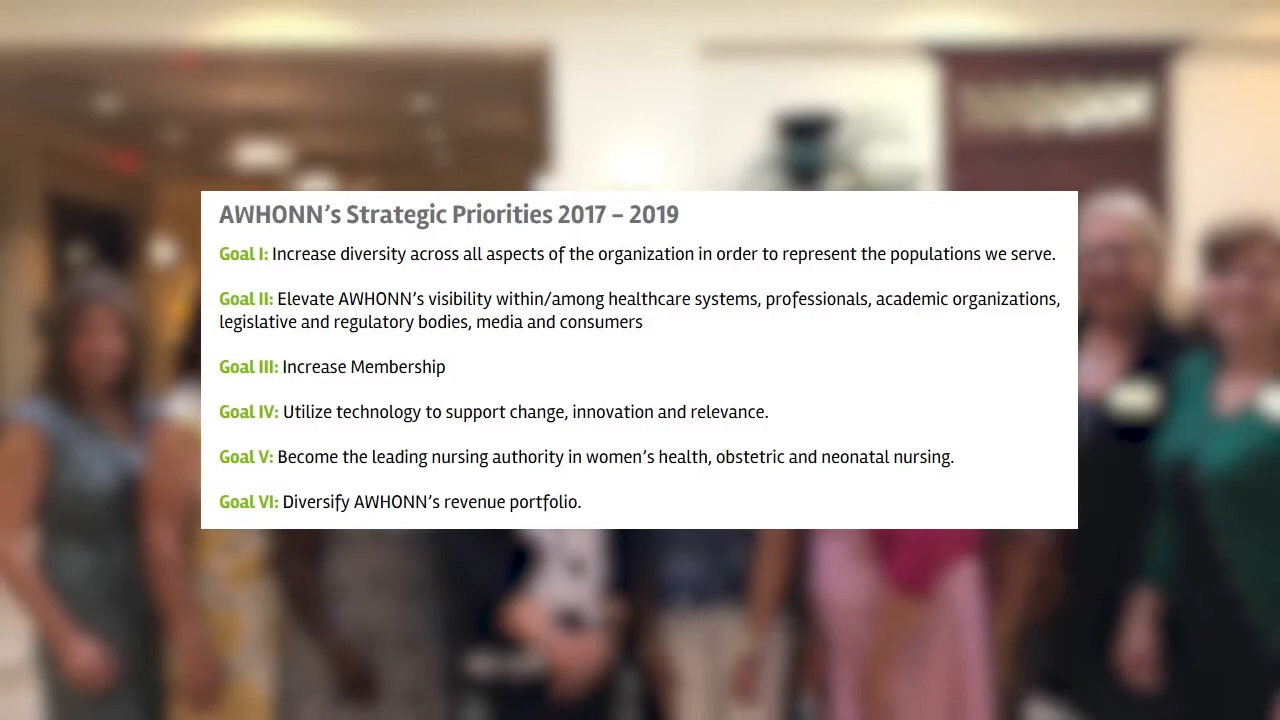 AWHONN’s Strategic Priorities 2017 – 2019
Goal I: Increase diversity across all aspects of the organization in order to represent the populations we serve.
Goal II: Elevate AWHONN’s visibility within/among healthcare systems, professionals, academic organizations,
legislative and regulatory bodies, media and consumers
Goal III: Increase Membership
Goal IV: Utilize technology to support change, innovation and relevance.
Goal V: Become the leading nursing authority in women’s health, obstetric and neonatal nursing.
Goal VI: Diversify AWHONN’s revenue portfolio.